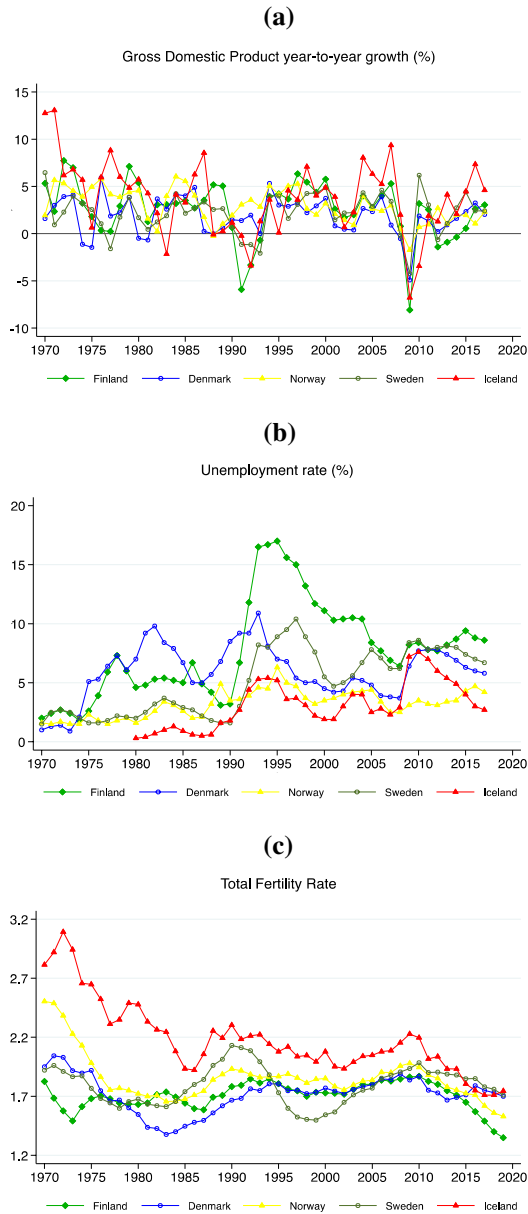 (a)
Gross Domestic Product year-to-year growth (%)
15
10
5
0
-5
-10
1970 1975 1980 1985 1990 1995 2000 2005 2010 2015 2020
Finland Denmark Norway Sweden Iceland
(b)
Unemployment rate (%)
20
15
10
5
0
1970 1975 1980 1985 1990 1995 2000 2005 2010 2015 2020
Finland Denmark Norway Sweden Iceland
(c)
Total Fertility Rate
3,2
2,7
2,2
1,7
1,2
1970 1975 1980 1985 1990 1995 2000 2005 2010 2015 2020
Finland Denmark Norway Sweden Iceland